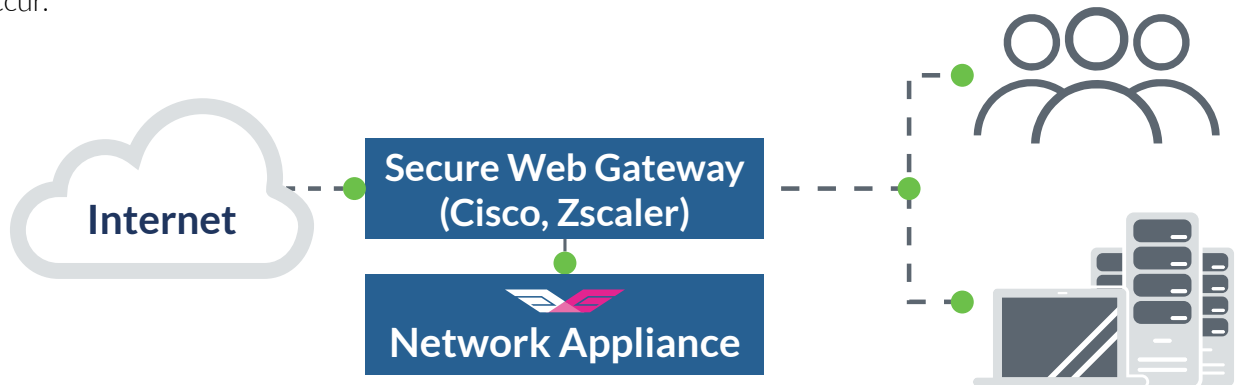 Internet
Secure Web Gateway
(Cisco, Zscaler)
Network Appliance